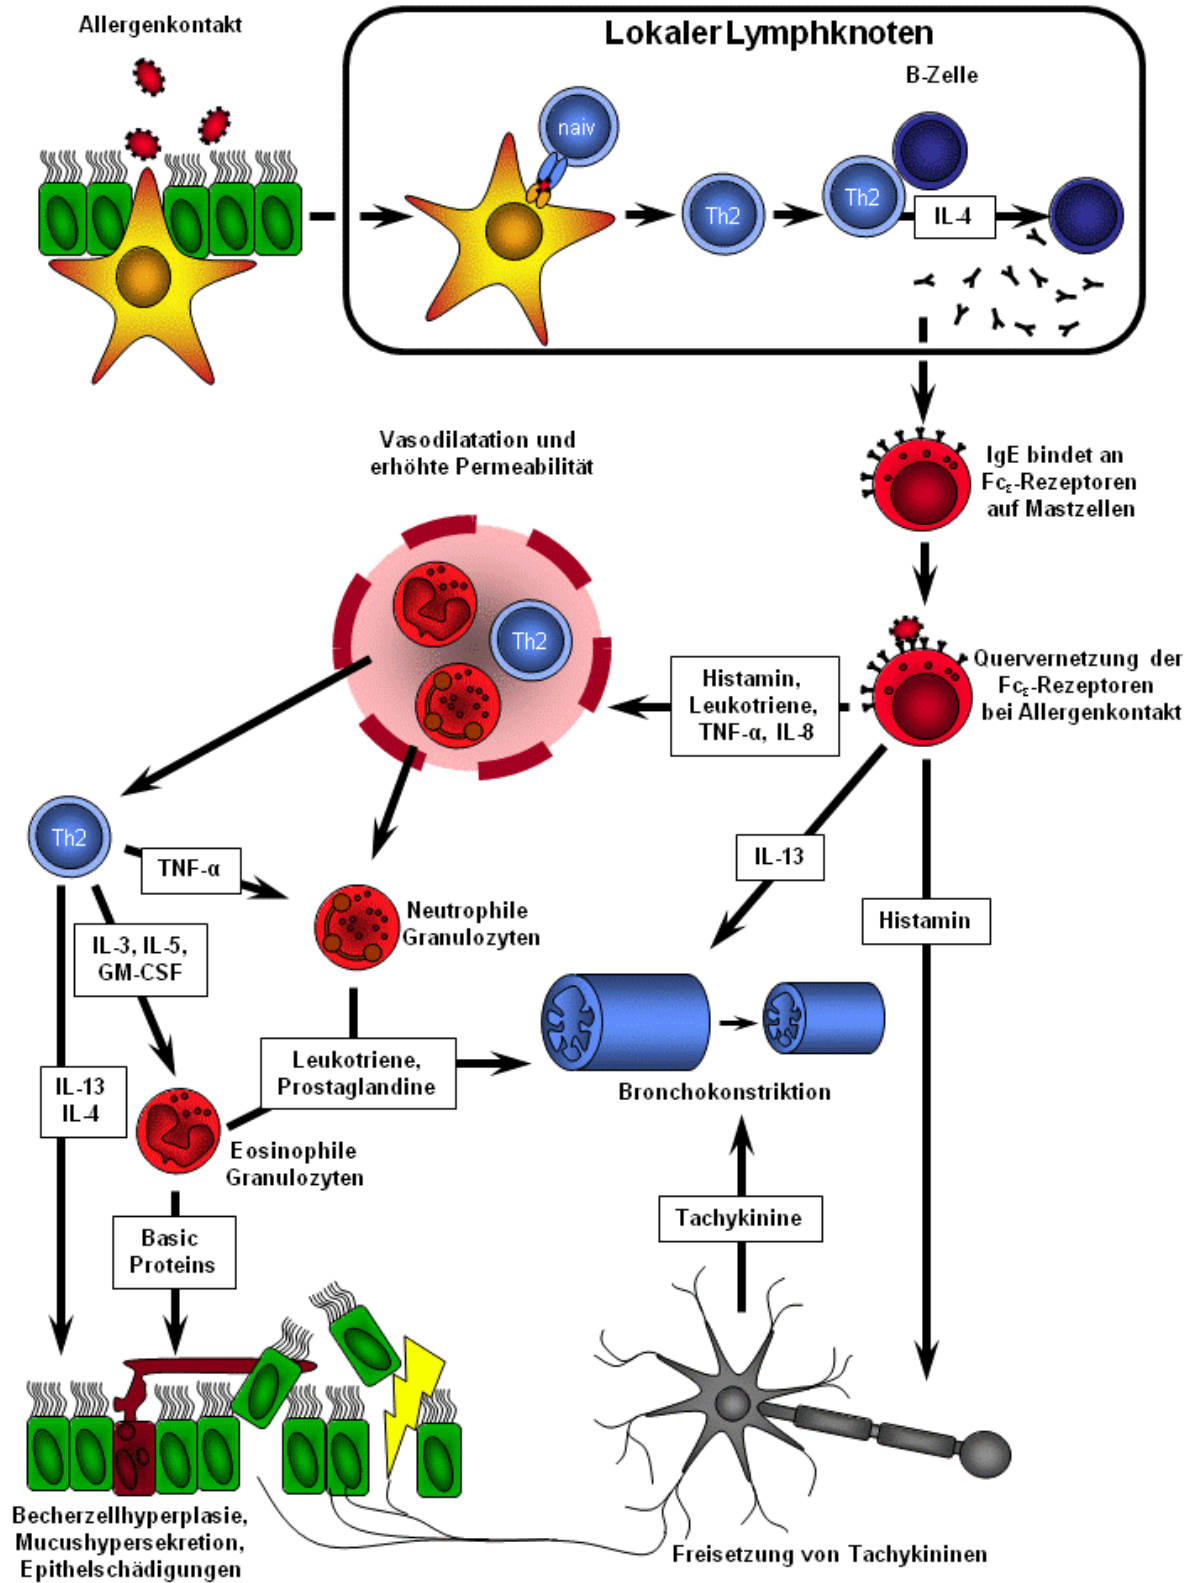 Allergenkontakt
Lokaler Lymphknoten
B-Zelle
naiv
Th2
Th2
IL-4
Vasodilatation und
erhöhte Permeabilität
IgE bindet an
Fcε-Rezeptoren
auf Mastzellen
Th2
Histamin,
Leukotriene,
TNF-α, IL-8
Quervernetzung der
Fcε-Rezeptoren
bei Allergenkontakt
Th2
TNF-α
IL-13
IL-3, IL-5,
GM-CSF
Neutrophile
Granulozyten
Histamin
Leukotriene,
Prostaglandine
IL-13
IL-4
Bronchokonstriktion
Eosinophile
Granulozyten
Basic
Proteins
Tachykinine
Becherzellhyperplasie,
Mucushypersekretion,
Epithelschädigungen
Freisetzung von Tachykininen